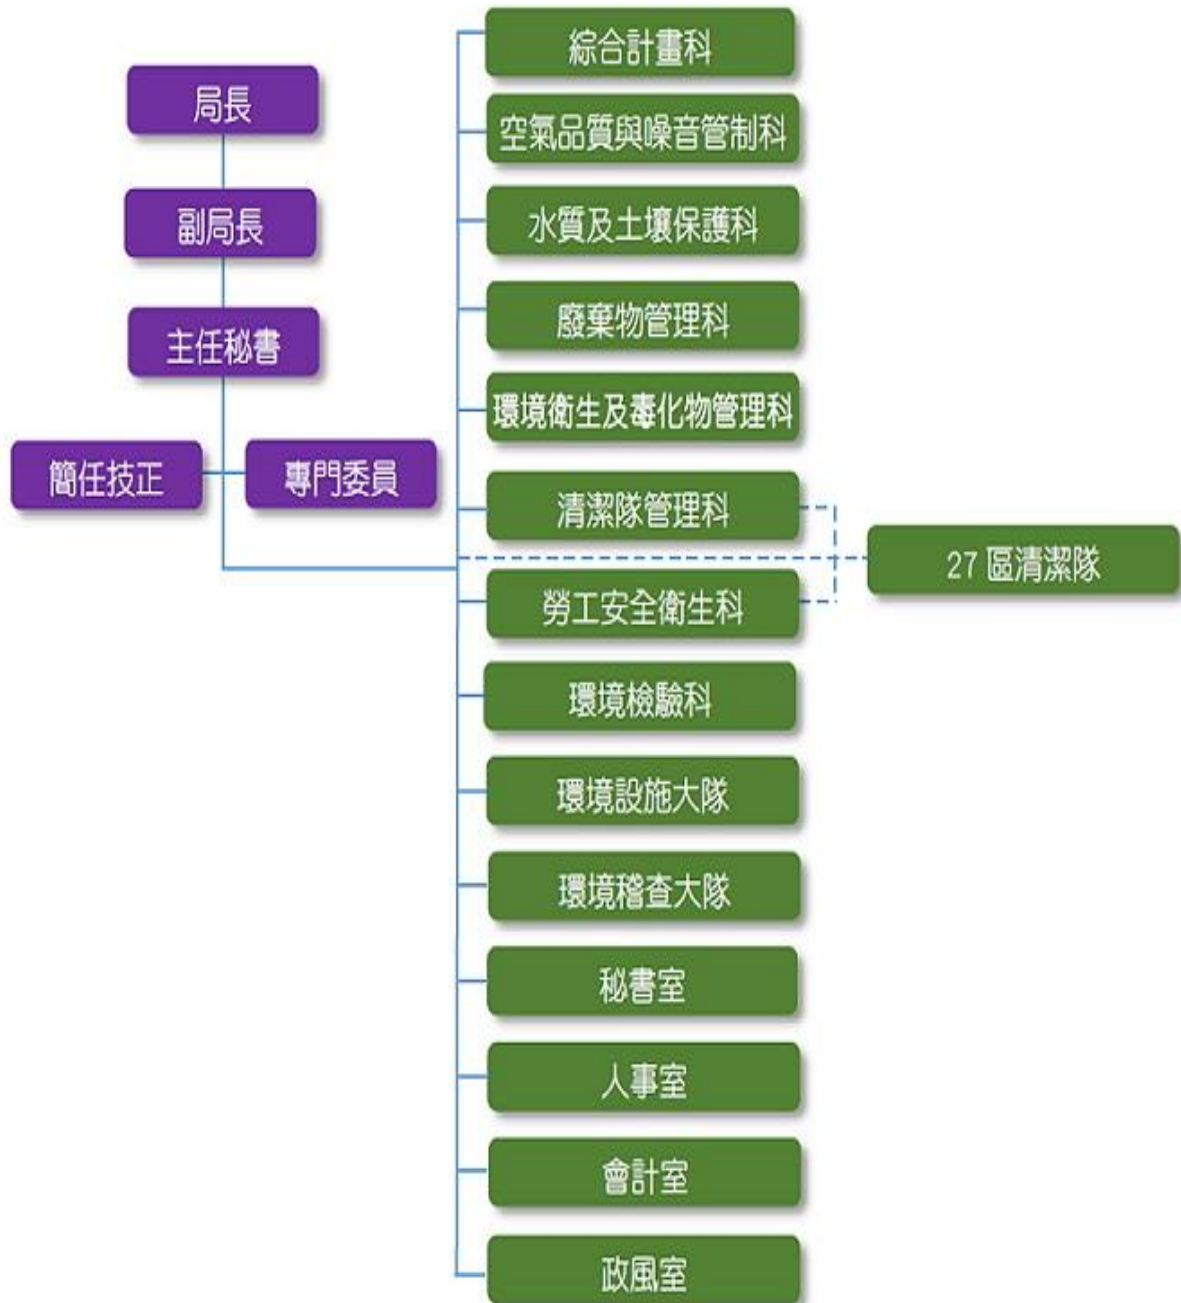 局長
副局長
主任秘書
簡任技正
專門委員
綜合計畫科
空氣品質與噪音管制科
水質及土壤保護科
廢棄物管理科
環境衛生及毒化物管理科
清潔隊管理科
勞工安全衛生科
環境檢驗科
環境設施大隊
環境稽查大隊
秘書室
人事室
會計室
政風室
27 區清潔隊